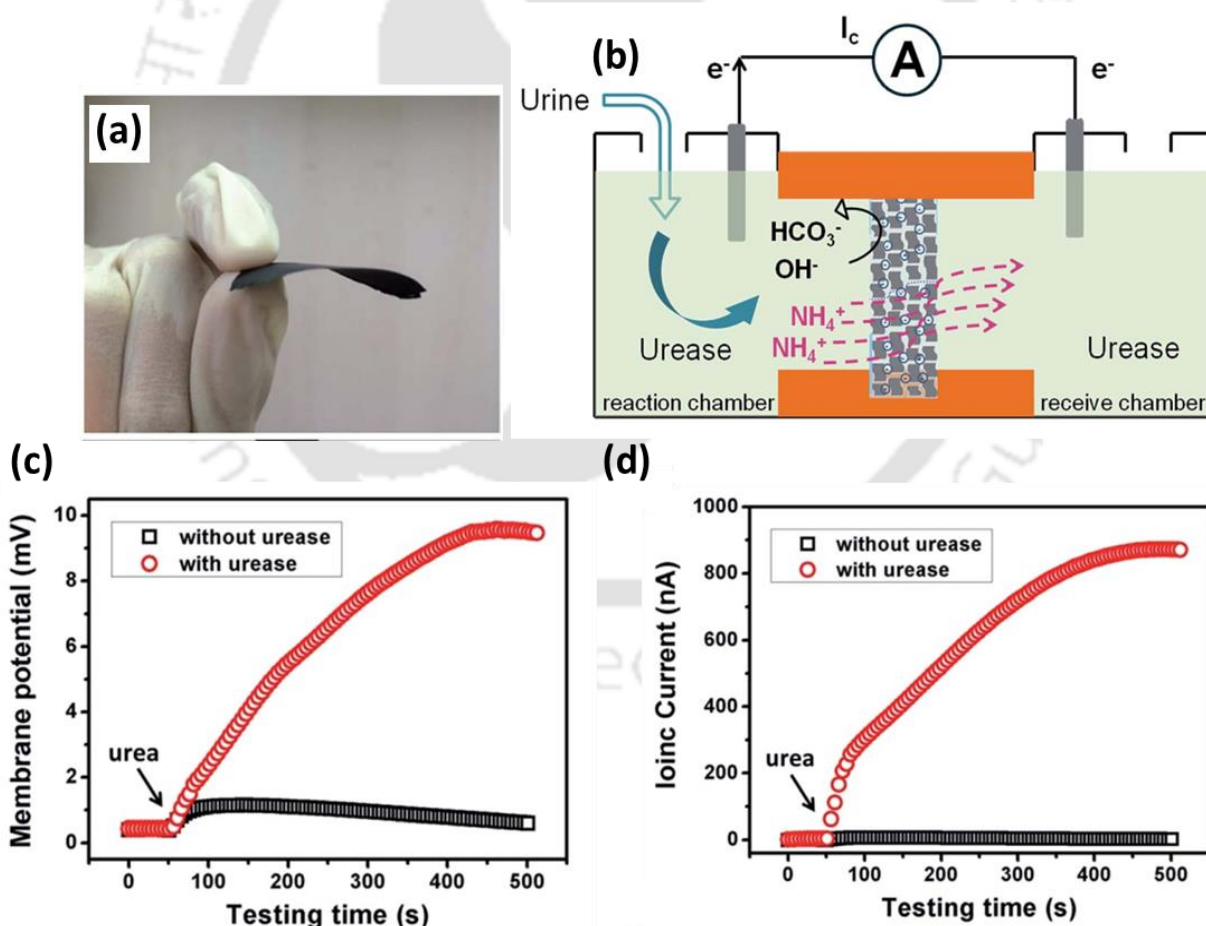 (a)
(b)
I_c
A
e⁻
e⁻
Urine
HCO₃⁻
OH⁻
NH₄⁺
NH₄⁺
Urease
Urease
reaction chamber
receive chamber
(c)
without urease
with urease
urea
Membrane potential (mV)
10
8
6
4
2
0
0 100 200 300 400 500
Testing time (s)
(d)
without urease
with urease
urea
Ioinc Current (nA)
1000
800
600
400
200
0
0 100 200 300 400 500
Testing time (s)